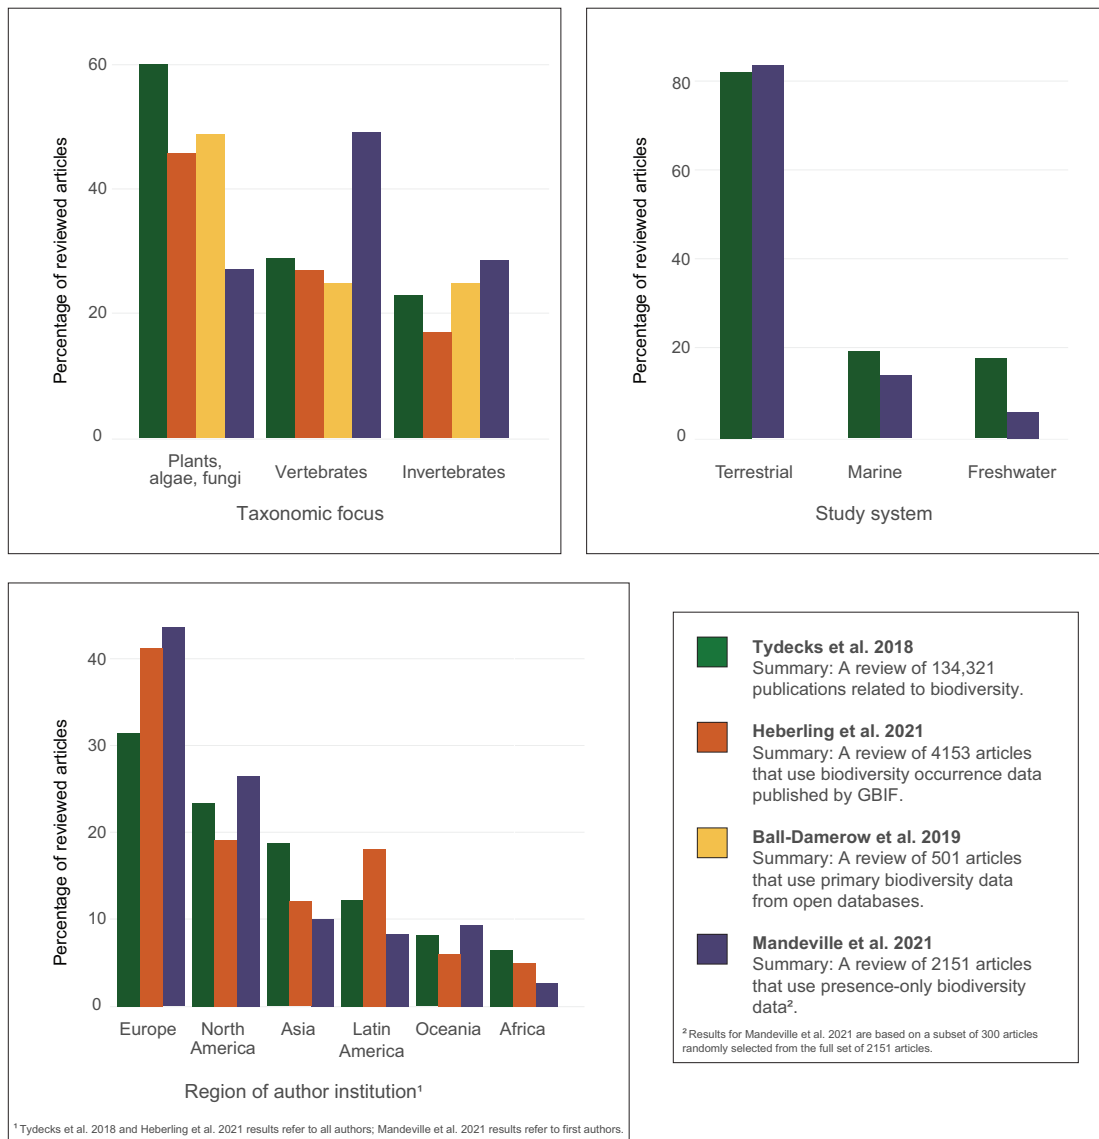 Percentage of reviewed articles
60
40
20
0
Plants,
algae, fungi
Vertebrates
Invertebrates
Taxonomic focus
Percentage of reviewed articles
80
60
40
20
0
Terrestrial
Marine
Freshwater
Study system
Percentage of reviewed articles
40
30
20
10
0
Europe
North
America
Asia
Latin
America
Oceania
Africa
Region of author institution¹
¹ Tydecks et al. 2018 and Heberling et al. 2021 results refer to all authors; Mandeville et al. 2021 results refer to first authors.
Tydecks et al. 2018
Summary: A review of 134,321
publications related to biodiversity.
Heberling et al. 2021
Summary: A review of 4153 articles
that use biodiversity occurrence data
published by GBIF.
Ball-Damerow et al. 2019
Summary: A review of 501 articles
that use primary biodiversity data
from open databases.
Mandeville et al. 2021
Summary: A review of 2151 articles
that use presence-only biodiversity
data².
² Results for Mandeville et al. 2021 are based on a subset of 300 articles
randomly selected from the full set of 2151 articles.